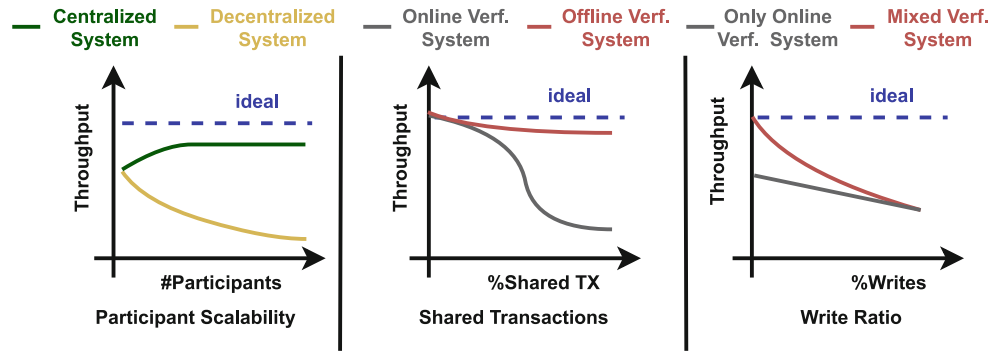 Centralized System
Decentralized System
ideal
Throughput
#Participants
Participant Scalability
Online Verf. System
Offline Verf. System
ideal
Throughput
%Shared TX
Shared Transactions
Only Online Verf. System
Mixed Verf. System
ideal
Throughput
%Writes
Write Ratio